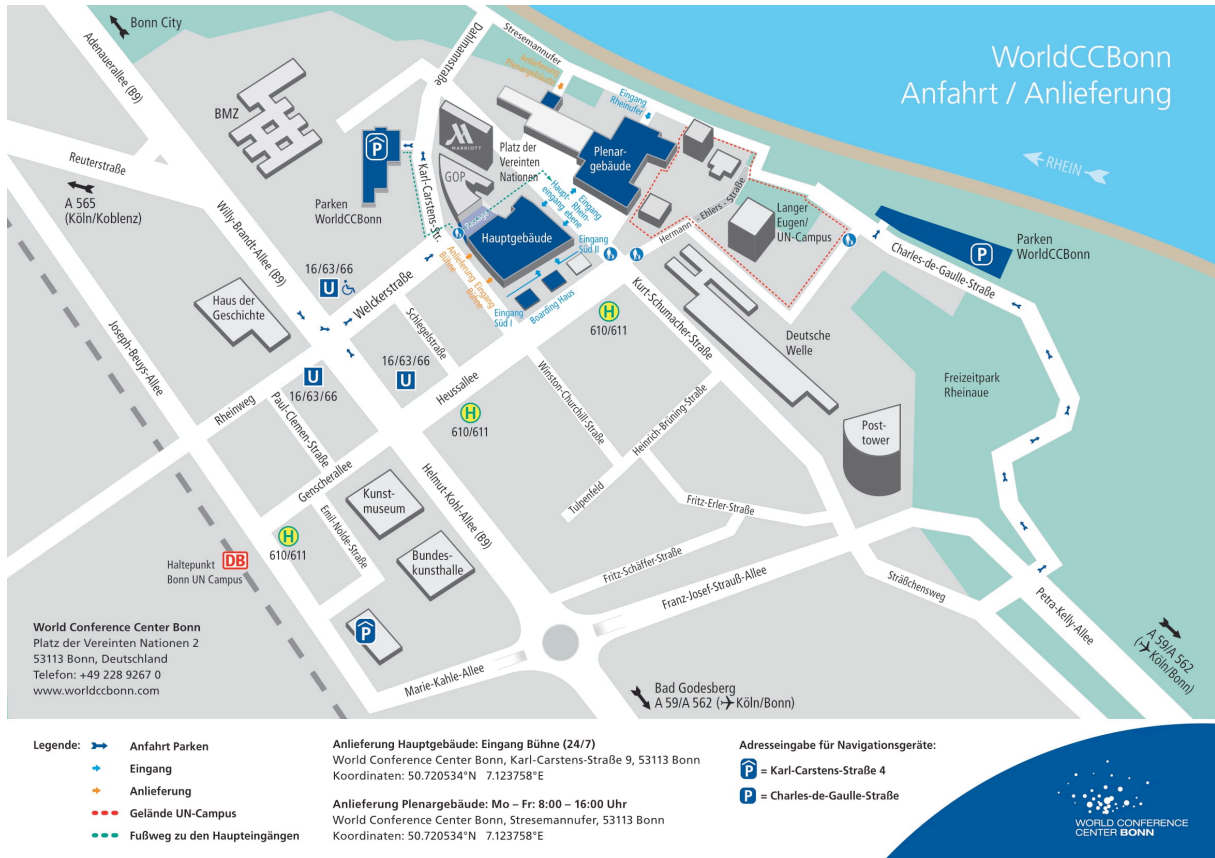 Bonn City
WorldCCBonn
Anfahrt / Anlieferung
RHEIN
Adenauerallee (B9)
Dahlmannstraße
Stresemannufer
Anlieferung
Plenargebäude
Eingang
Rheinufer
BMZ
MARRIOTT
Platz der
Vereinten
Nationen
Plenar-
gebäude
Reuterstraße
A 565
(Köln/Koblenz)
Parken
WorldCCBonn
Karl-Carstens-Str.
GOP
Passage
Haupt-
eingang
Eingang
Rhein-
ebene
Hauptgebäude
Hermann - Ehlers - Straße
Langer
Eugen/
UN-Campus
Parken
WorldCCBonn
Charles-de-Gaulle-Straße
Willy-Brandt-Allee (B9)
16/63/66
U
Welckerstraße
Anlieferung
Bühne
Eingang
Bühne
Eingang
Süd I
Eingang
Süd II
Boarding Haus
H
610/611
Kurt-Schumacher-Straße
Deutsche
Welle
Haus der
Geschichte
Joseph-Beuys-Allee
Schlegelstraße
16/63/66
U
U
16/63/66
Heussallee
H
610/611
Winston-Churchill-Straße
Heinrich-Brüning-Straße
Freizeitpark
Rheinaue
Rheinweg
Paul-Clemen-Straße
Genscherallee
Post-
tower
Helmut-Kohl-Allee (B9)
Tulpenfeld
Fritz-Erler-Straße
Kunst-
museum
Emil-Nolde-Straße
H
610/611
Bundes-
kunsthalle
Haltepunkt
Bonn UN Campus
DB
Fritz-Schäffer-Straße
Franz-Josef-Strauß-Allee
Sträßchensweg
Petra-Kelly-Allee
P
P
P
A 59/A 562
(Köln/Bonn)
Marie-Kahle-Allee
Bad Godesberg
A 59/A 562 (Köln/Bonn)
World Conference Center Bonn
Platz der Vereinten Nationen 2
53113 Bonn, Deutschland
Telefon: +49 228 9267 0
www.worldccbonn.com
Legende:
Anfahrt Parken
Eingang
Anlieferung
Gelände UN-Campus
Fußweg zu den Haupteingängen
Anlieferung Hauptgebäude: Eingang Bühne (24/7)
World Conference Center Bonn, Karl-Carstens-Straße 9, 53113 Bonn
Koordinaten: 50.720534°N 7.123758°E
Anlieferung Plenargebäude: Mo – Fr: 8:00 – 16:00 Uhr
World Conference Center Bonn, Stresemannufer, 53113 Bonn
Koordinaten: 50.720534°N 7.123758°E
Adresseingabe für Navigationsgeräte:
P = Karl-Carstens-Straße 4
P = Charles-de-Gaulle-Straße
WORLD CONFERENCE
CENTER BONN